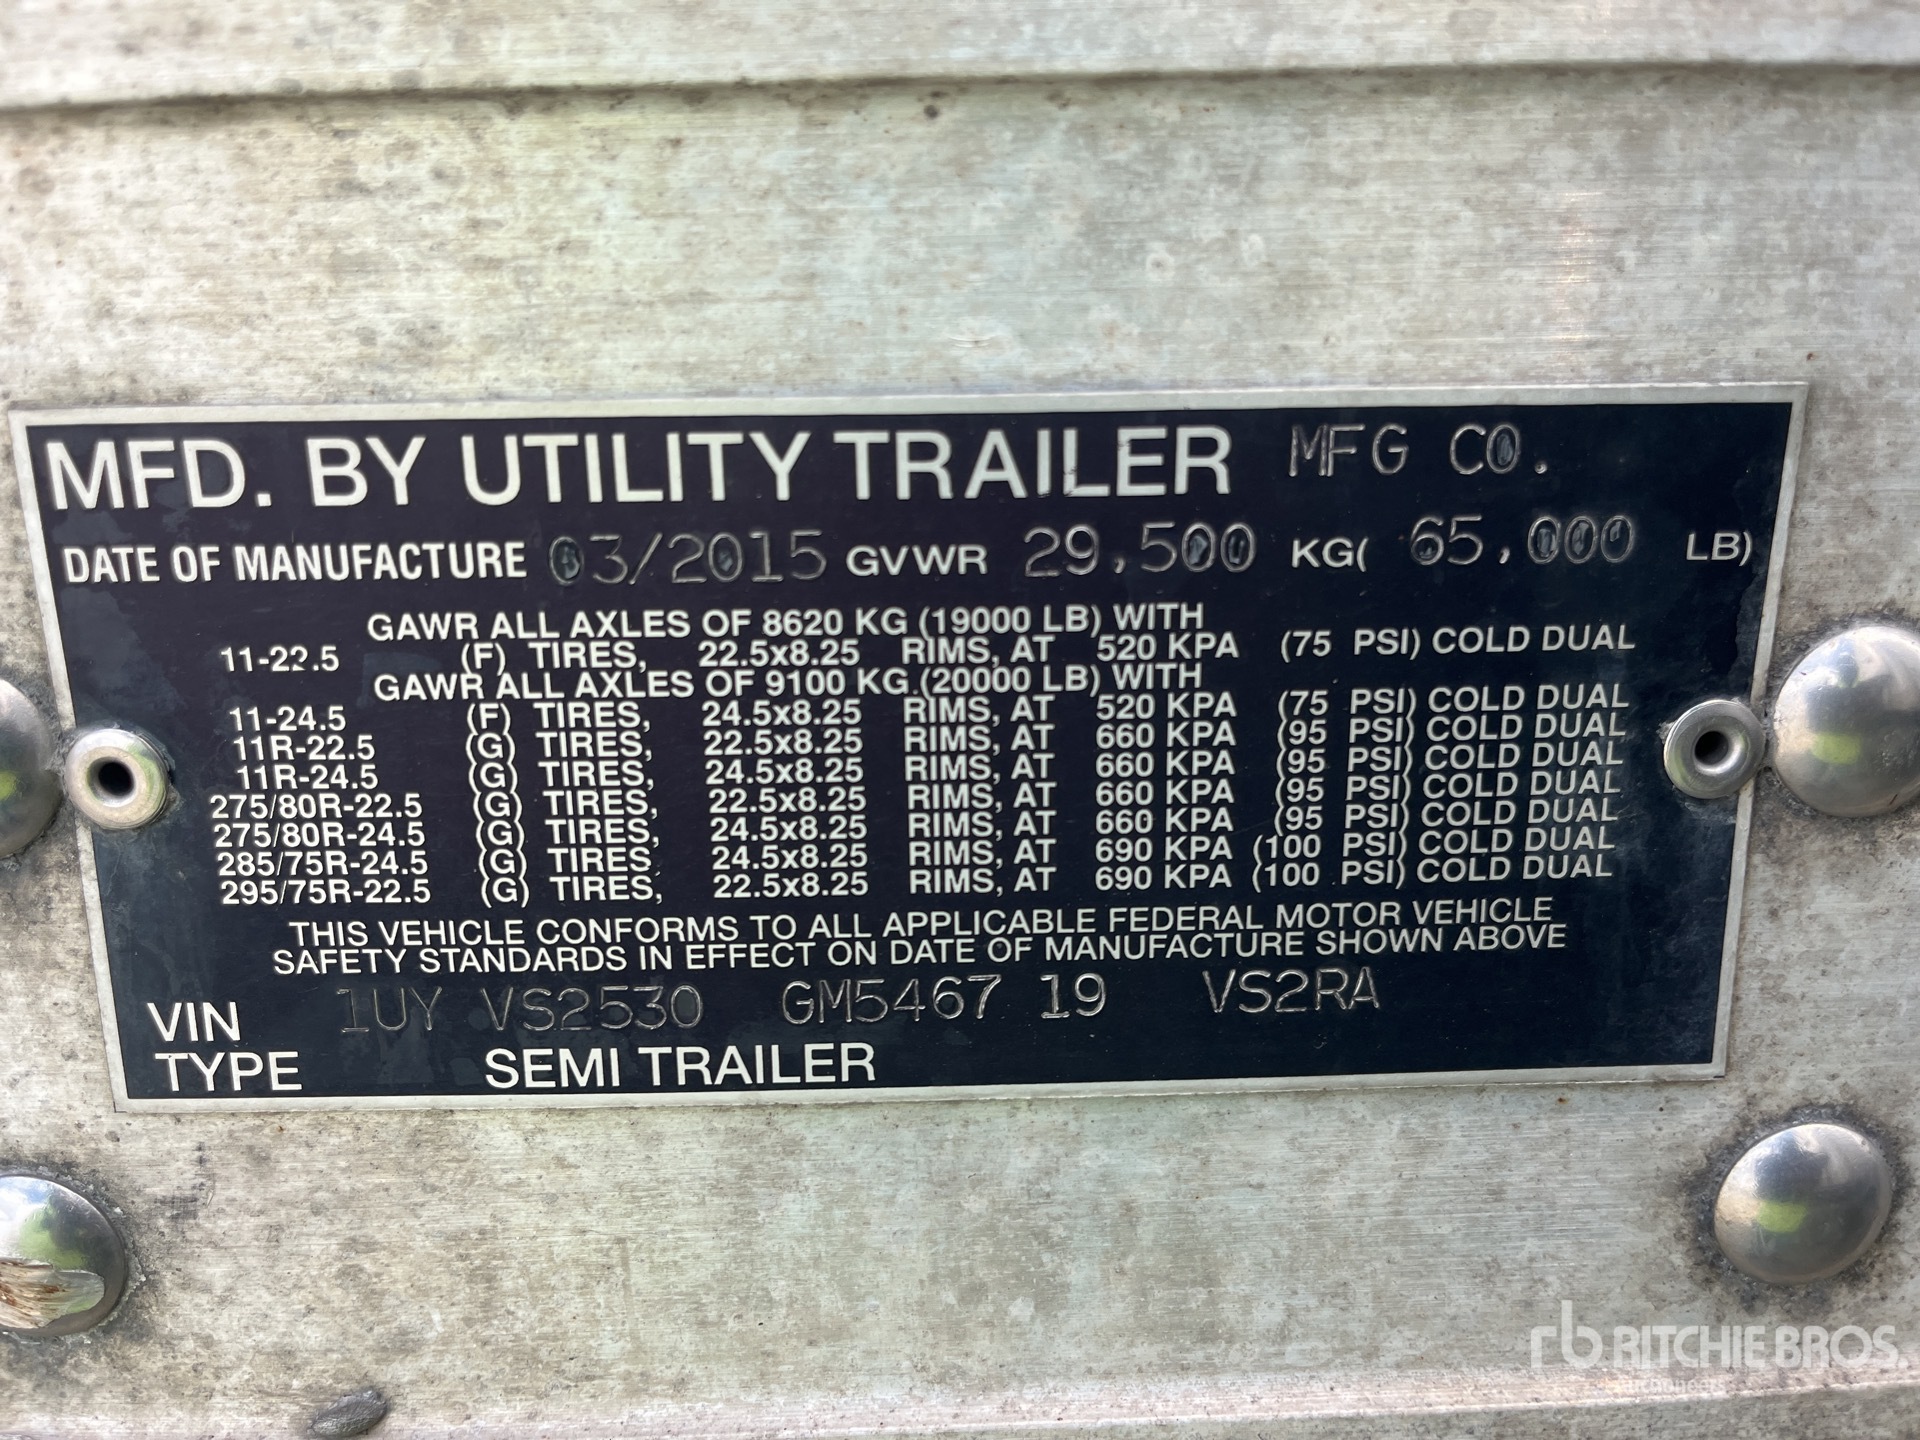 MFD. BY UTILITY TRAILER MFG CO.
DATE OF MANUFACTURE 03/2015 GVWR 29,500 KG( 65,000 LB)
GAWR ALL AXLES OF 8620 KG (19000 LB) WITH
11-22.5 (F) TIRES, 22.5x8.25 RIMS, AT 520 KPA (75 PSI) COLD DUAL
GAWR ALL AXLES OF 9100 KG (20000 LB) WITH
11-24.5 (F) TIRES, 24.5x8.25 RIMS, AT 520 KPA (75 PSI) COLD DUAL
11R-22.5 (G) TIRES, 22.5x8.25 RIMS, AT 660 KPA (95 PSI) COLD DUAL
11R-24.5 (G) TIRES, 24.5x8.25 RIMS, AT 660 KPA (95 PSI) COLD DUAL
275/80R-22.5 (G) TIRES, 22.5x8.25 RIMS, AT 660 KPA (95 PSI) COLD DUAL
275/80R-24.5 (G) TIRES, 24.5x8.25 RIMS, AT 660 KPA (95 PSI) COLD DUAL
285/75R-24.5 (G) TIRES, 24.5x8.25 RIMS, AT 690 KPA (100 PSI) COLD DUAL
295/75R-22.5 (G) TIRES, 22.5x8.25 RIMS, AT 690 KPA (100 PSI) COLD DUAL
THIS VEHICLE CONFORMS TO ALL APPLICABLE FEDERAL MOTOR VEHICLE
SAFETY STANDARDS IN EFFECT ON DATE OF MANUFACTURE SHOWN ABOVE
VIN 1UY VS2530 GM5467 19 VS2RA
TYPE SEMI TRAILER
rb RITCHIE BROS.
Auctioneers